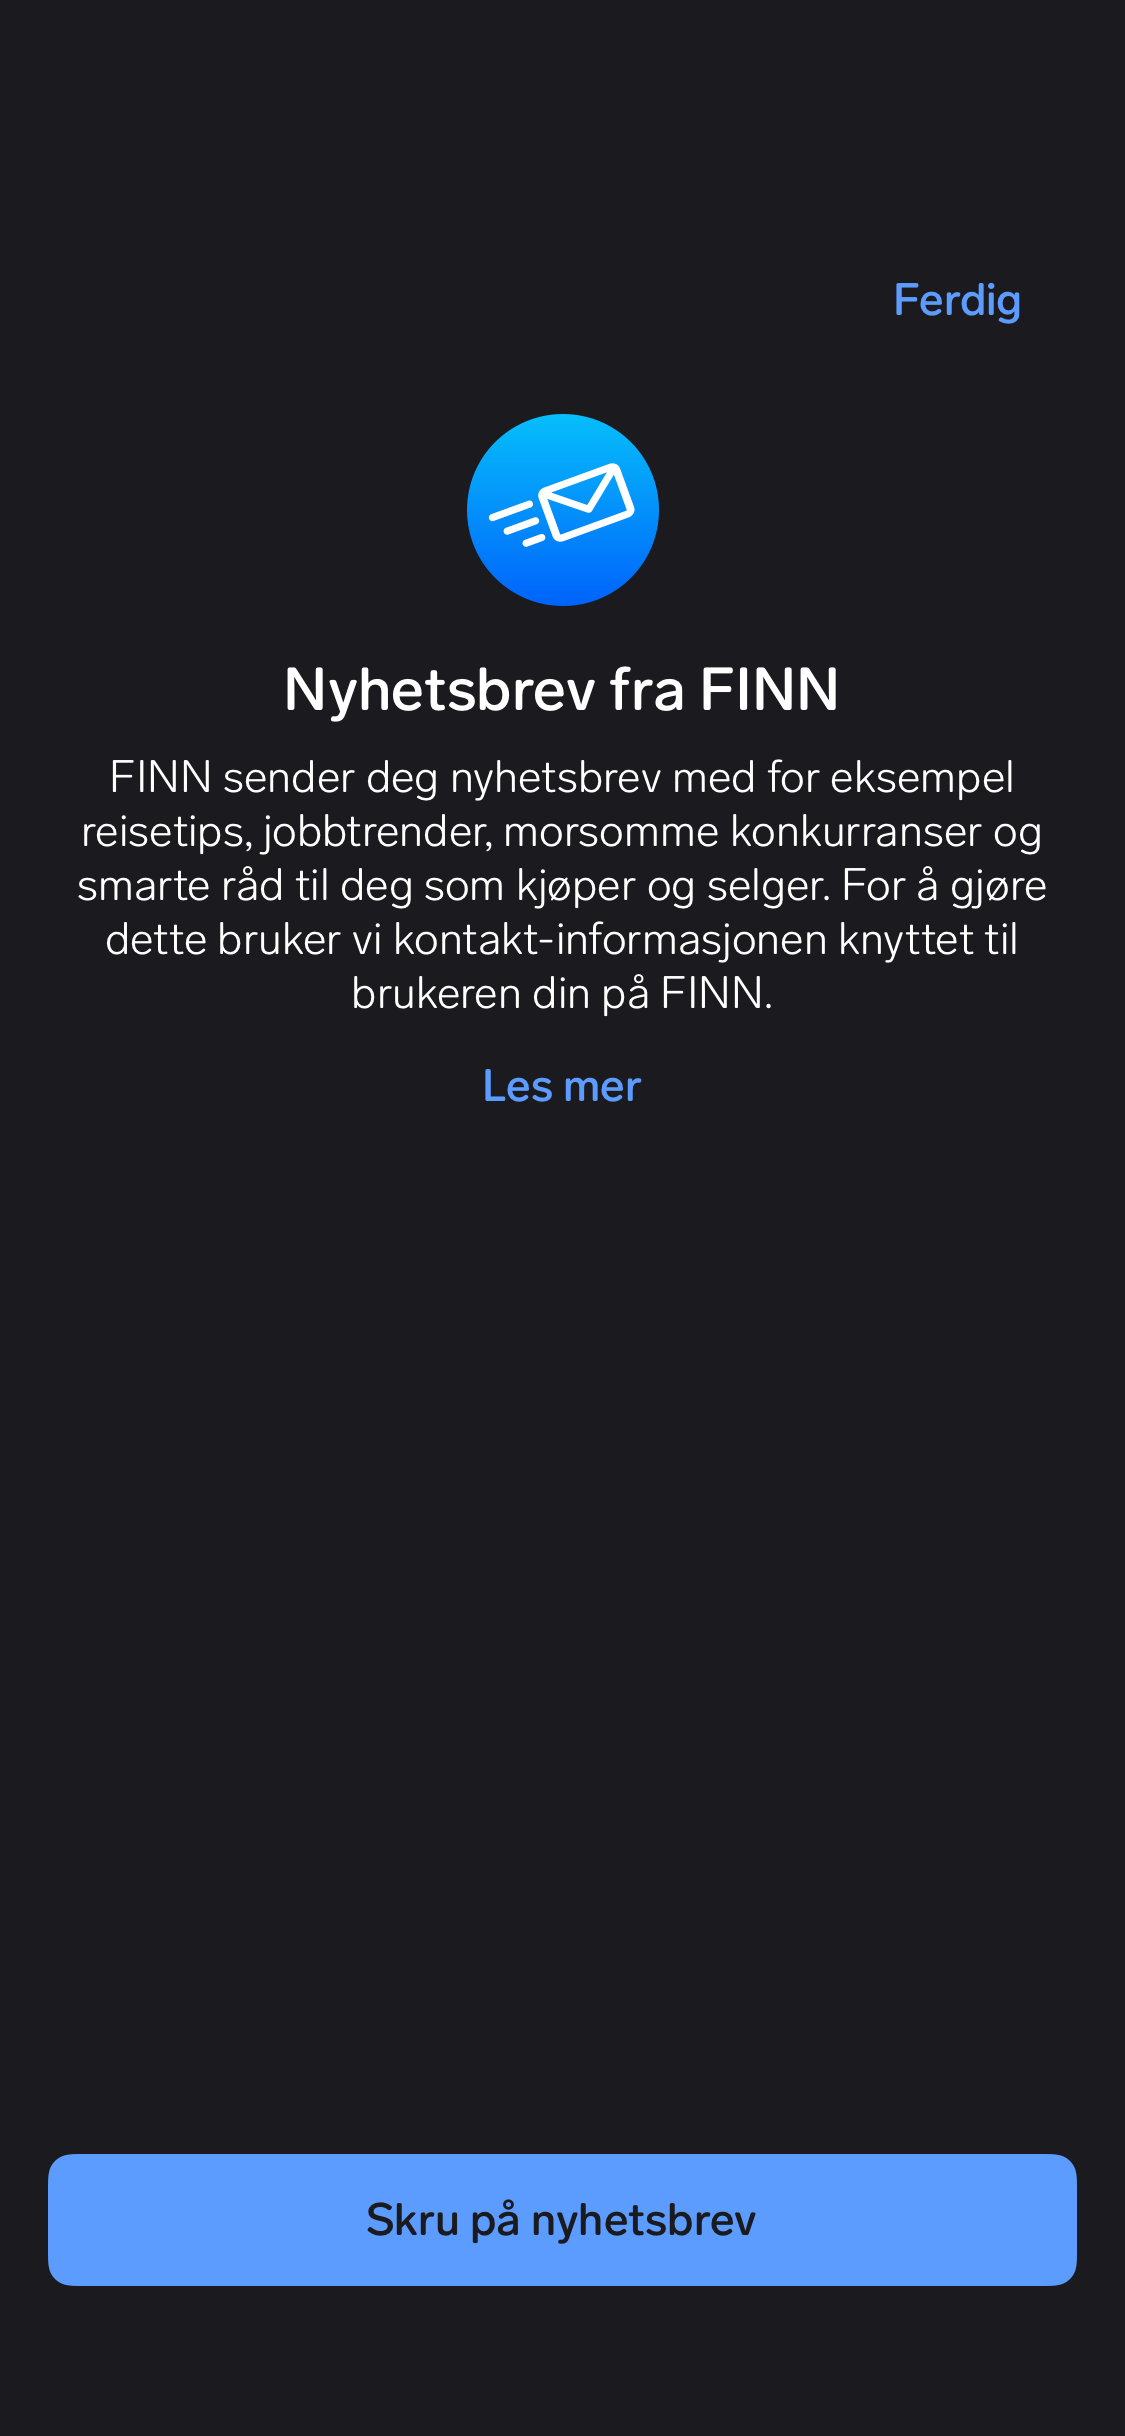 Ferdig
Nyhetsbrev fra FINN
FINN sender deg nyhetsbrev med for eksempel
reisetips, jobbtrender, morsomme konkurranser og
smarte råd til deg som kjøper og selger. For å gjøre
dette bruker vi kontakt-informasjonen knyttet til
brukeren din på FINN.
Les mer
Skru på nyhetsbrev